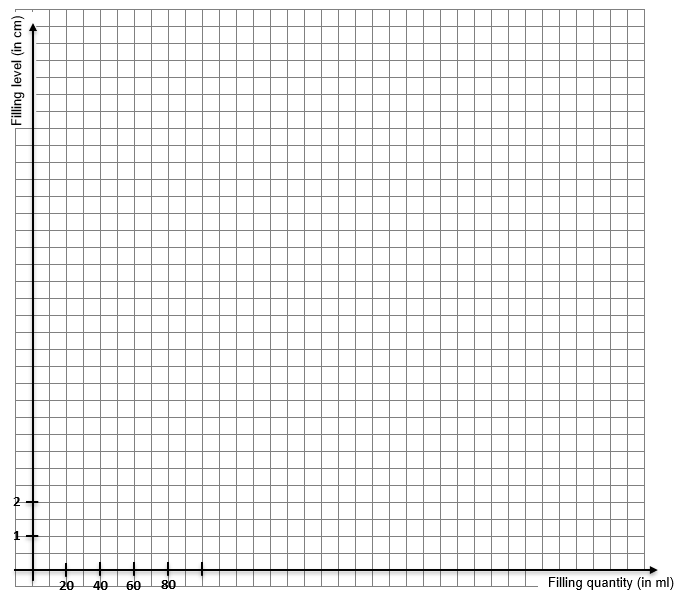 Filling level (in cm)
2
1
20 40 60 80
Filling quantity (in ml)